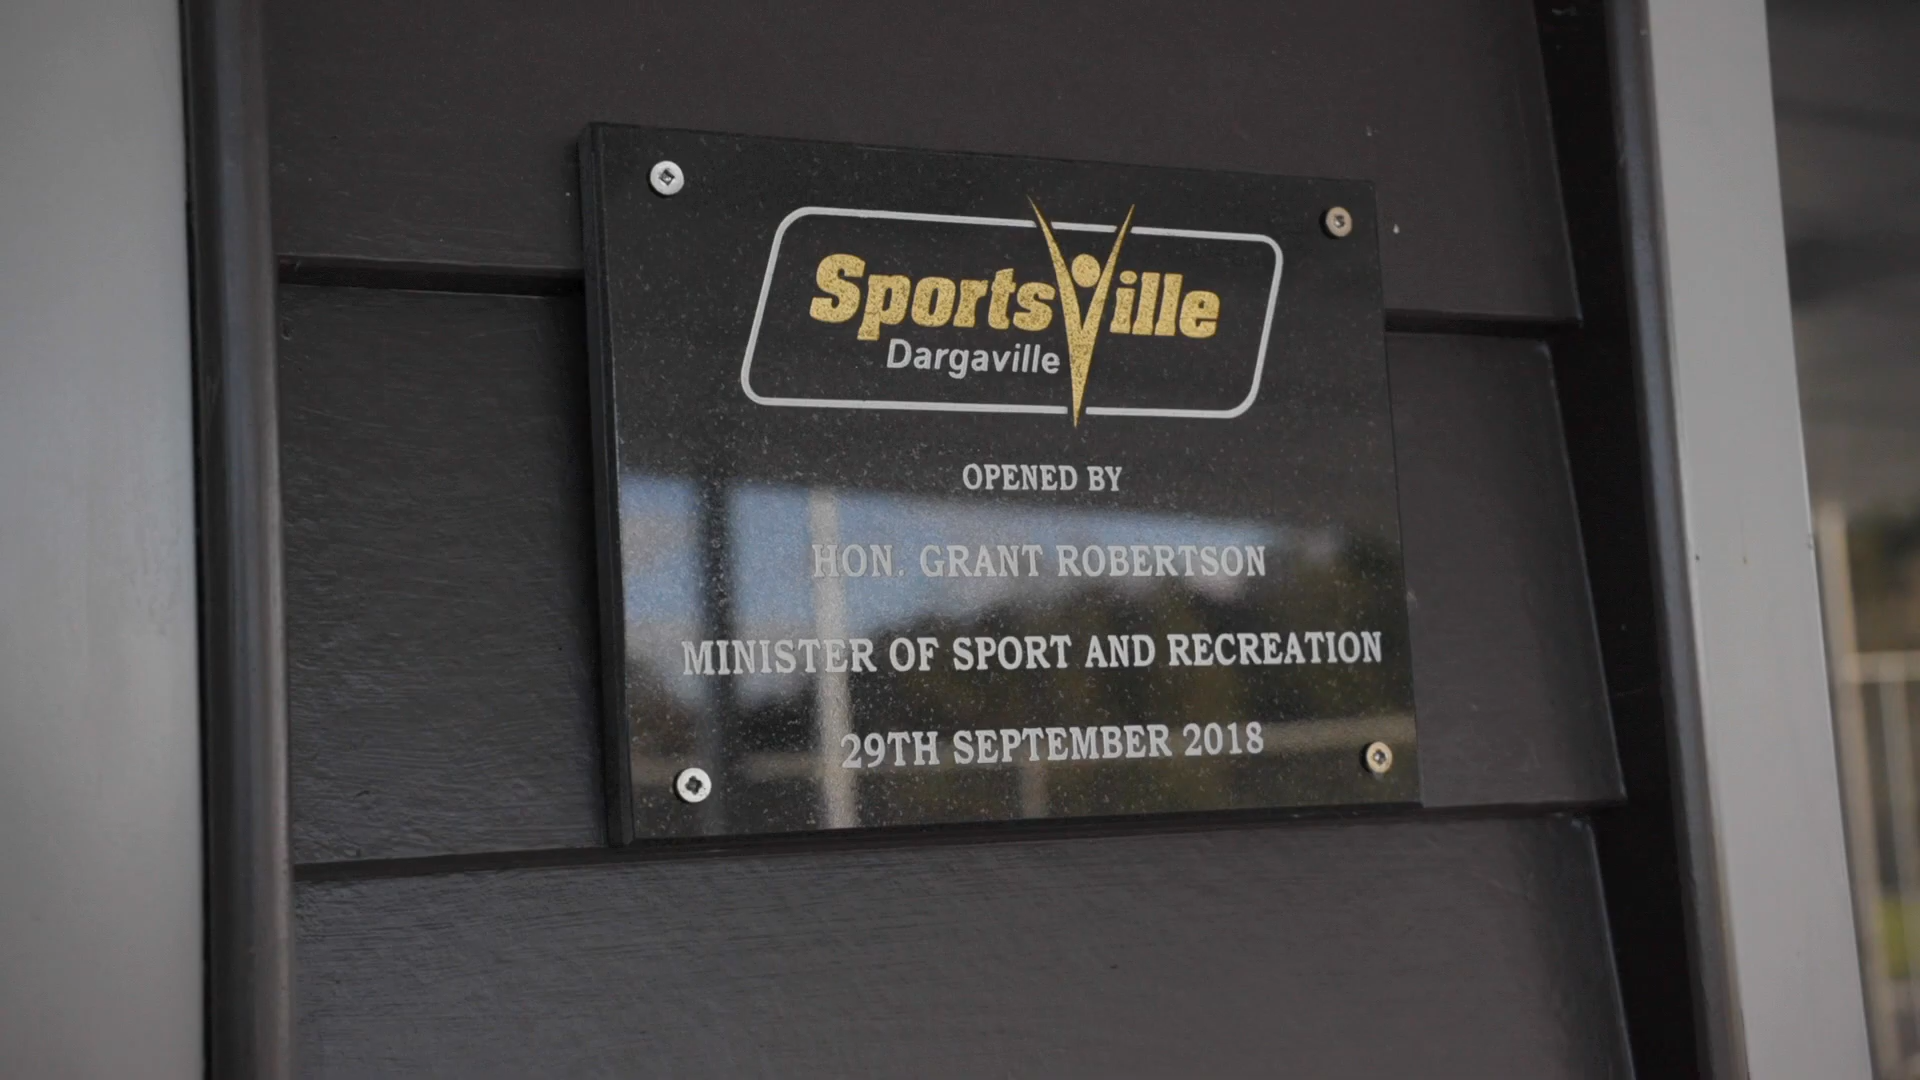 SportsVille
Dargaville
OPENED BY
HON. GRANT ROBERTSON
MINISTER OF SPORT AND RECREATION
29TH SEPTEMBER 2018